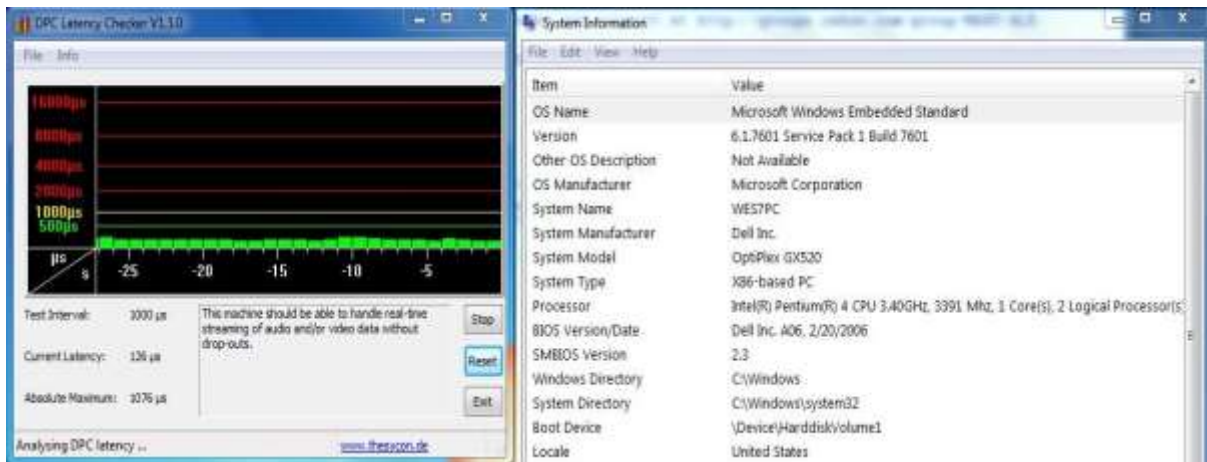 DPC Latency Checker V1.3.0
File Info
16000µs
8000µs
4000µs
2000µs
1000µs
500µs
µs
s
-25 -20 -15 -10 -5
Test Interval: 1000 µs
Current Latency: 126 µs
Absolute Maximum: 1076 µs
This machine should be able to handle real-time
streaming of audio and/or video data without
drop-outs.
Stop
Reset
Exit
Analysing DPC latency ...
www.thesycon.de
System Information
File Edit View Help
Item Value
OS Name Microsoft Windows Embedded Standard
Version 6.1.7601 Service Pack 1 Build 7601
Other OS Description Not Available
OS Manufacturer Microsoft Corporation
System Name WES7PC
System Manufacturer Dell Inc.
System Model OptiPlex GX520
System Type X86-based PC
Processor Intel(R) Pentium(R) 4 CPU 3.40GHz, 3391 Mhz, 1 Core(s), 2 Logical Processor(s)
BIOS Version/Date Dell Inc. A06, 2/20/2006
SMBIOS Version 2.3
Windows Directory C:\Windows
System Directory C:\Windows\system32
Boot Device \Device\HarddiskVolume1
Locale United States